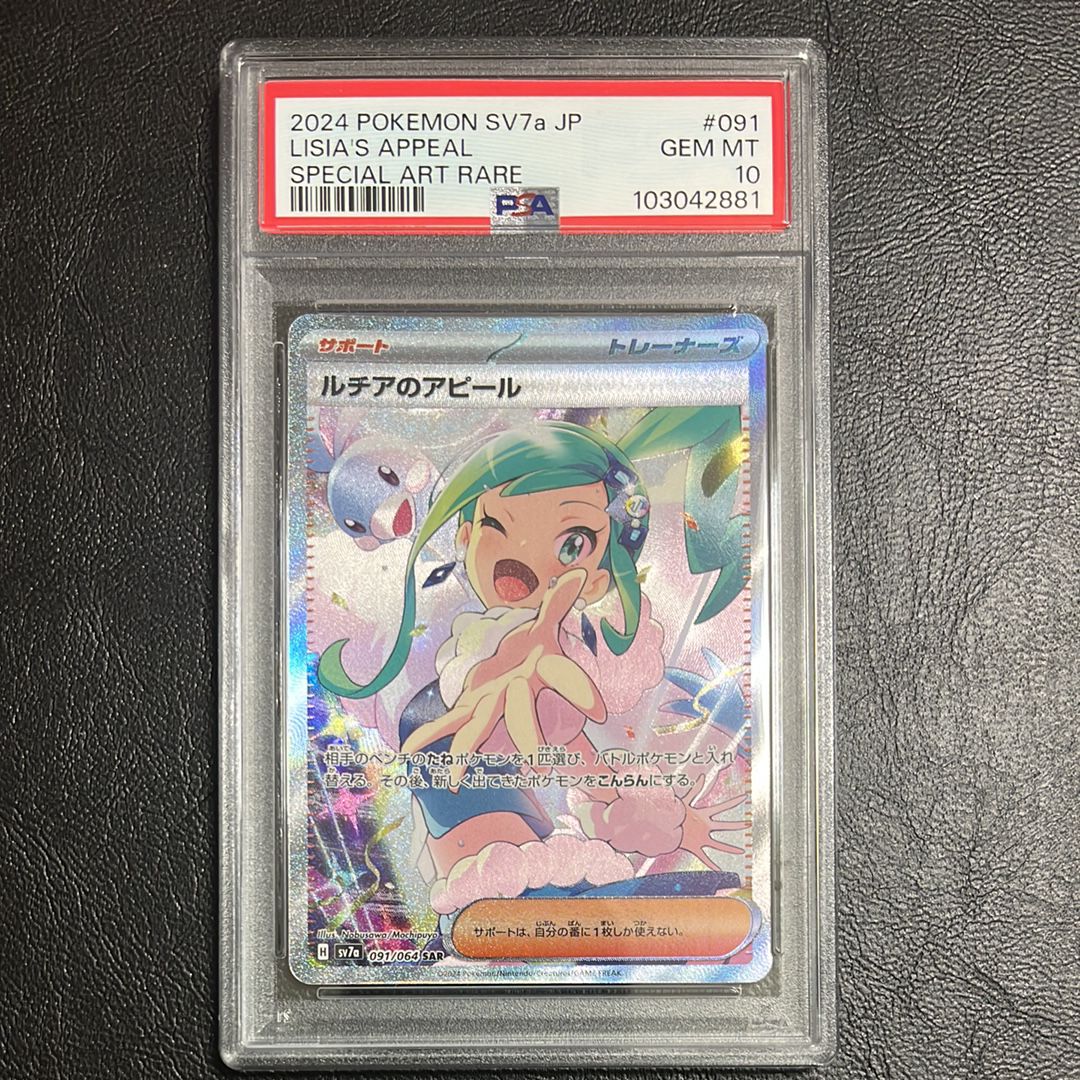 2024 POKEMON SV7a JP #091
LISIA'S APPEAL GEM MT
SPECIAL ART RARE 10
PSA 103042881
サポート トレーナーズ
ルチアのアピール
相手のベンチのたねポケモンを1匹選び、バトルポケモンと入れ
替える。その後、新しく出てきたポケモンをこんらんにする。
サポートは、自分の番に1枚しか使えない。
Illus. Nobusawa/Mochipuyo
H sv7a 091/064 SAR
©2024 Pokémon/Nintendo/Creatures/GAME FREAK.